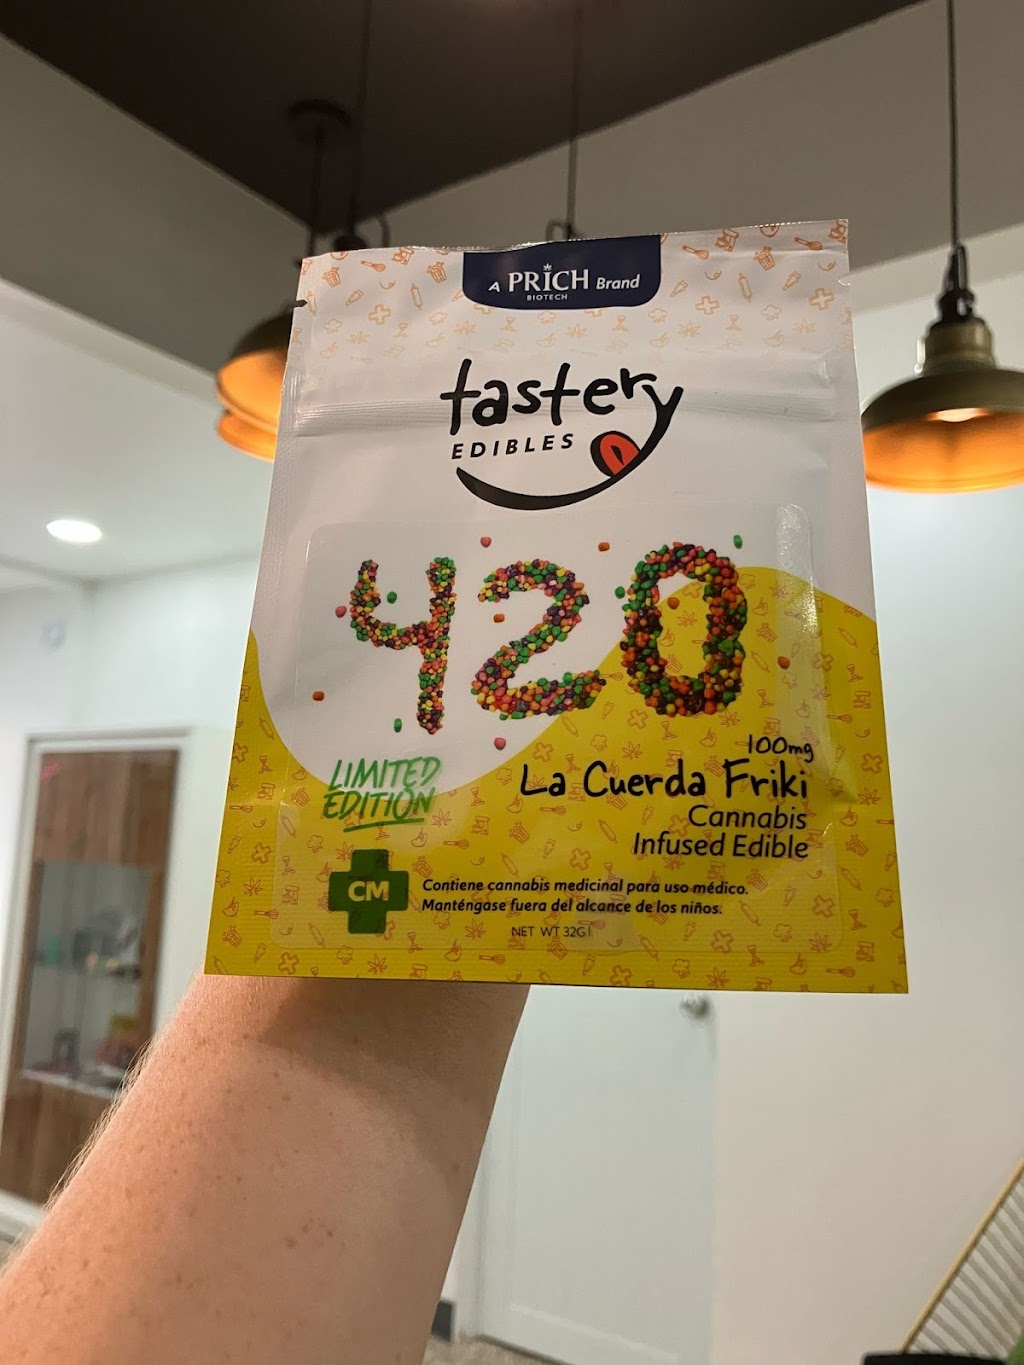 A PRICH Brand
BIOTECH
tastery
EDIBLES
420
100mg
La Cuerda Friki
Cannabis
Infused Edible
LIMITED
EDITION
CM
Contiene cannabis medicinal para uso médico.
Manténgase fuera del alcance de los niños.
NET WT 32G